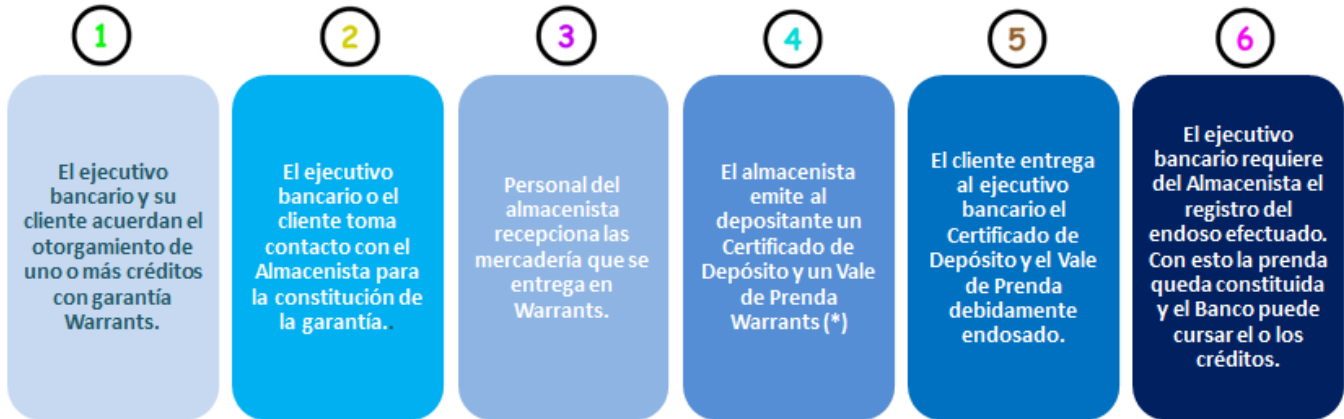 1
El ejecutivo
bancario y su
cliente acuerdan el
otorgamiento de
uno o más créditos
con garantía
Warrants.
2
El ejecutivo
bancario o el
cliente toma
contacto con el
Almacenista para
la constitución de
la garantía..
3
Personal del
almacenista
recepciona las
mercadería que se
entrega en
Warrants.
4
El almacenista
emite al
depositante un
Certificado de
Depósito y un Vale
de Prenda
Warrants (*)
5
El cliente entrega
al ejecutivo
bancario el
Certificado de
Depósito y el Vale
de Prenda
debidamente
endosado.
6
El ejecutivo
bancario requiere
del Almacenista el
registro del
endoso efectuado.
Con esto la prenda
queda constituida
y el Banco puede
cursar el o los
créditos.